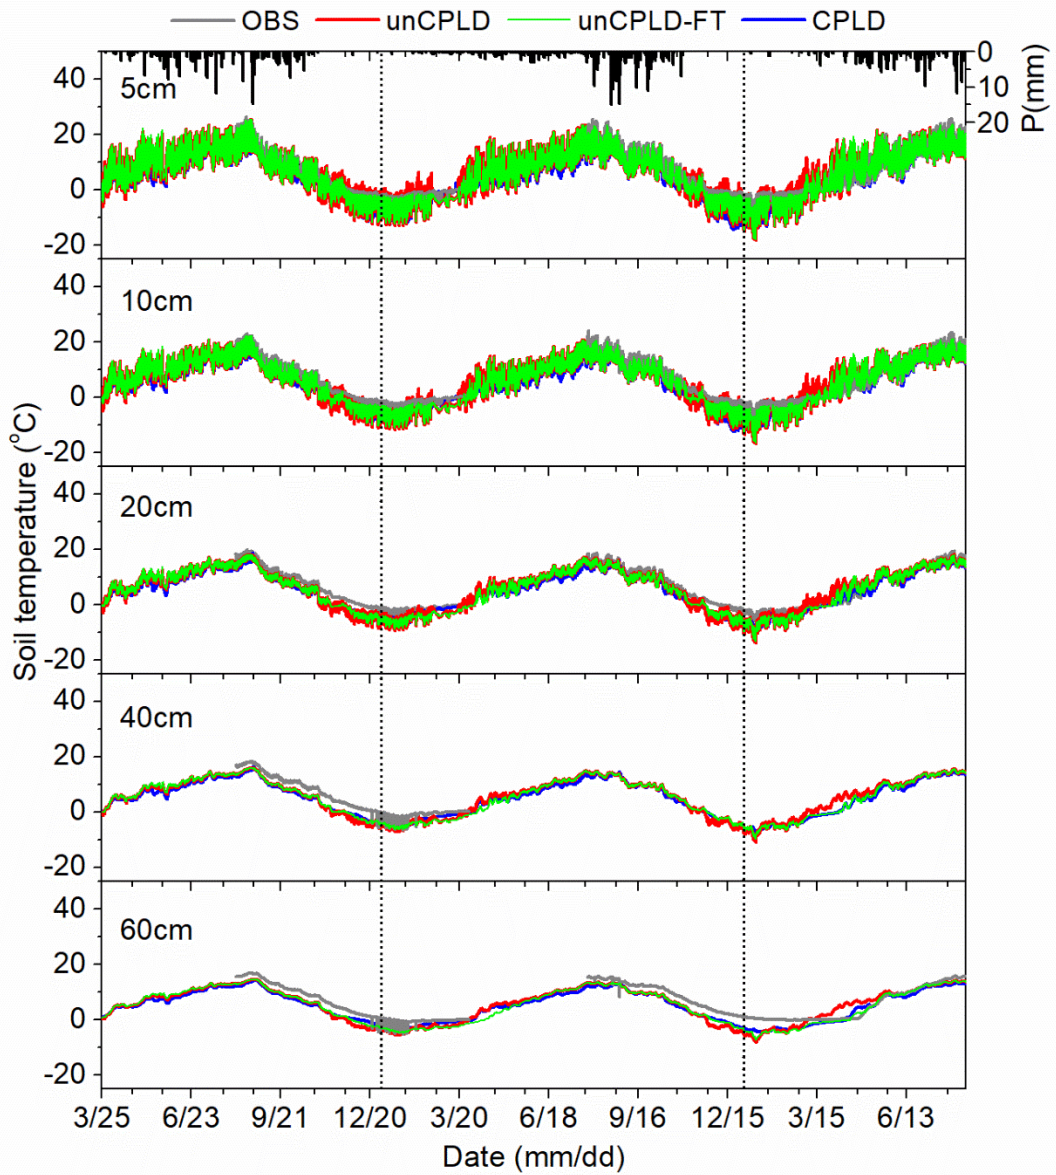 OBS unCPLD unCPLD-FT CPLD
40 5cm 0
20 10
0 20
-20 P(mm)
40 10cm
20
0
-20
Soil temperature (°C)
40 20cm
20
0
-20
40 40cm
20
0
-20
40 60cm
20
0
-20
3/25 6/23 9/21 12/20 3/20 6/18 9/16 12/15 3/15 6/13
Date (mm/dd)